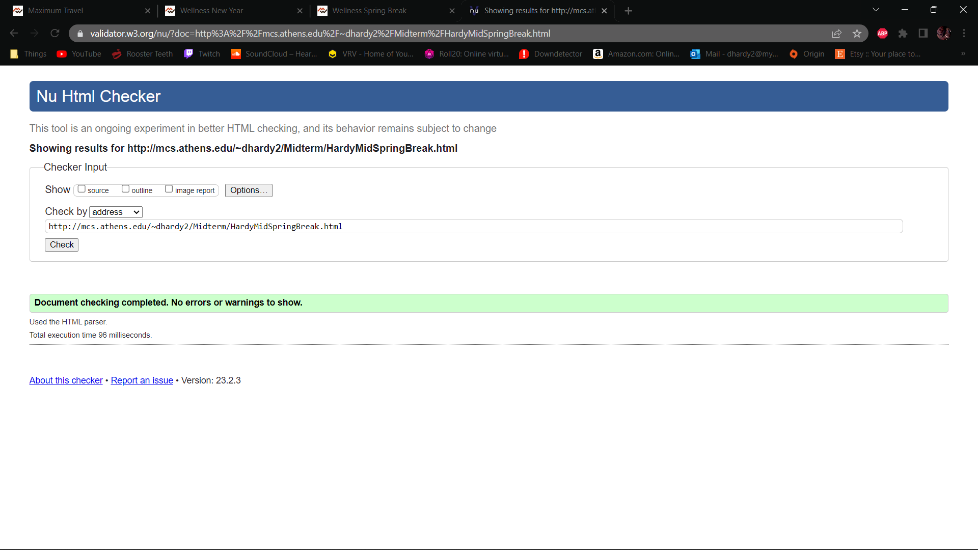 Maximum Travel
Wellness New Year
Wellness Spring Break
Showing results for http://mcs.at
validator.w3.org/nu/?doc=http%3A%2F%2Fmcs.athens.edu%2F~dhardy2%2FMidterm%2FHardyMidSpringBreak.html
ABP
Things
YouTube
Rooster Teeth
Twitch
SoundCloud – Hear...
VRV - Home of You...
Roll20: Online virtu...
Downdetector
Amazon.com: Onlin...
Mail - dhardy2@my...
Origin
Etsy :: Your place to...
Nu Html Checker
This tool is an ongoing experiment in better HTML checking, and its behavior remains subject to change
Showing results for http://mcs.athens.edu/~dhardy2/Midterm/HardyMidSpringBreak.html
Checker Input
Show source outline image report Options...
Check by address
http://mcs.athens.edu/~dhardy2/Midterm/HardyMidSpringBreak.html
Check
Document checking completed. No errors or warnings to show.
Used the HTML parser.
Total execution time 96 milliseconds.
About this checker • Report an issue • Version: 23.2.3